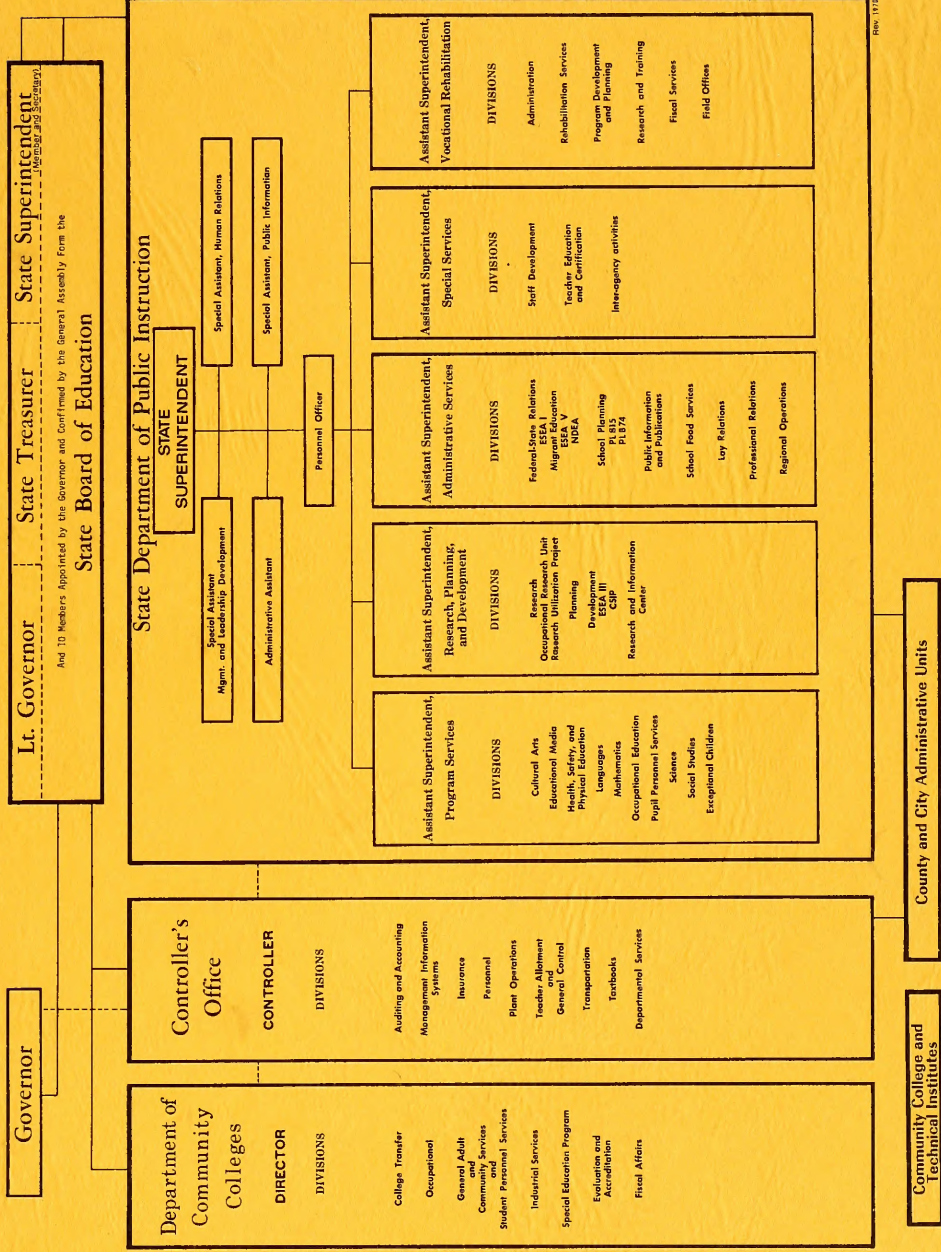 Governor
Lt. Governor
State Treasurer
State Superintendent
(Member and Secretary)
And 10 Members Appointed by the Governor and Confirmed by the General Assembly Form the
State Board of Education
Department of
Community
Colleges
DIRECTOR
DIVISIONS
College Transfer
Occupational
General Adult
and
Community Services
and
Student Personnel Services
Industrial Services
Special Education Program
Evaluation and
Accreditation
Fiscal Affairs
Controller's
Office
CONTROLLER
DIVISIONS
Auditing and Accounting
Management Information
Systems
Insurance
Personnel
Plant Operations
Teacher Allotment
and
General Control
Transportation
Textbooks
Departmental Services
State Department of Public Instruction
STATE
SUPERINTENDENT
Special Assistant
Mgmt. and Leadership Development
Special Assistant, Human Relations
Administrative Assistant
Special Assistant, Public Information
Personnel Officer
Assistant Superintendent,
Program Services
DIVISIONS
Cultural Arts
Educational Media
Health, Safety, and
Physical Education
Languages
Mathematics
Occupational Education
Pupil Personnel Services
Science
Social Studies
Exceptional Children
Assistant Superintendent,
Research, Planning,
and Development
DIVISIONS
Research
Occupational Research Unit
Research Utilization Project
Planning
Development
ESEA III
CSIP
Research and Information
Center
Assistant Superintendent,
Administrative Services
DIVISIONS
Federal-State Relations
ESEA I
Migrant Education
ESEA V
NDEA
School Planning
PL 815
PL 874
Public Information
and Publications
School Food Services
Lay Relations
Professional Relations
Regional Operations
Assistant Superintendent,
Special Services
DIVISIONS
Staff Development
Teacher Education
and Certification
Inter-agency activities
Assistant Superintendent,
Vocational Rehabilitation
DIVISIONS
Administration
Rehabilitation Services
Program Development
and Planning
Research and Training
Fiscal Services
Field Offices
Rev. 1970
Community College and
Technical Institutes
County and City Administrative Units